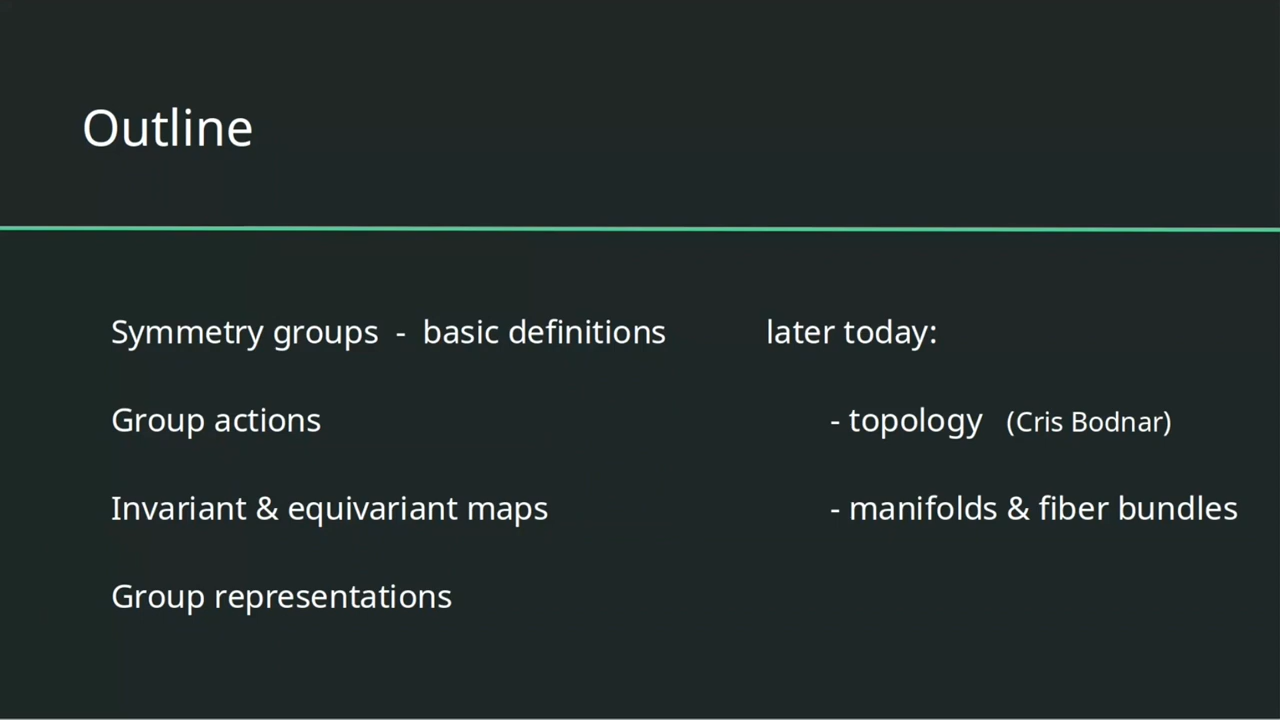 Outline
Symmetry groups - basic definitions
Group actions
Invariant & equivariant maps
Group representations
later today:
- topology (Cris Bodnar)
- manifolds & fiber bundles